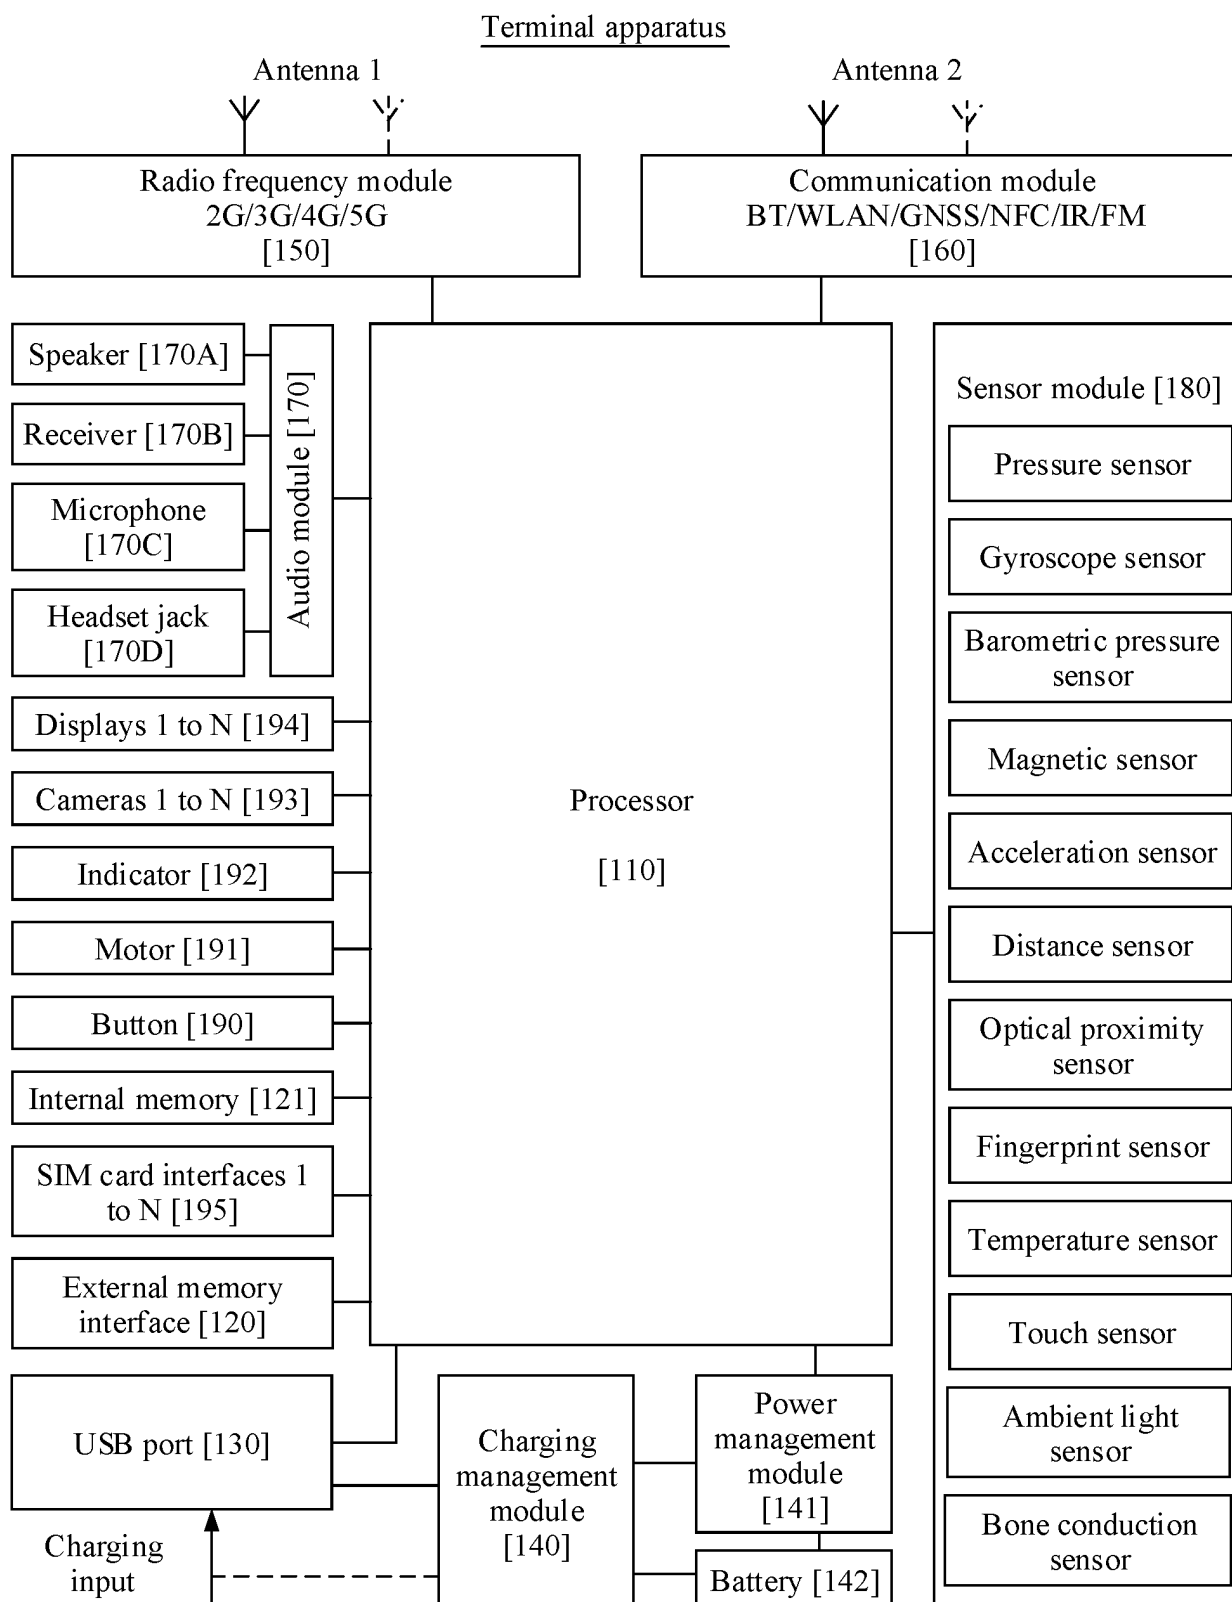 Terminal apparatus
Antenna 1
Antenna 2
Radio frequency module
2G/3G/4G/5G
[150]
Communication module
BT/WLAN/GNSS/NFC/IR/FM
[160]
Speaker [170A]
Receiver [170B]
Microphone
[170C]
Headset jack
[170D]
Audio module [170]
Displays 1 to N [194]
Cameras 1 to N [193]
Indicator [192]
Motor [191]
Button [190]
Internal memory [121]
SIM card interfaces 1
to N [195]
External memory
interface [120]
USB port [130]
Charging
input
Processor
[110]
Charging
management
module
[140]
Power
management
module
[141]
Battery [142]
Sensor module [180]
Pressure sensor
Gyroscope sensor
Barometric pressure
sensor
Magnetic sensor
Acceleration sensor
Distance sensor
Optical proximity
sensor
Fingerprint sensor
Temperature sensor
Touch sensor
Ambient light
sensor
Bone conduction
sensor